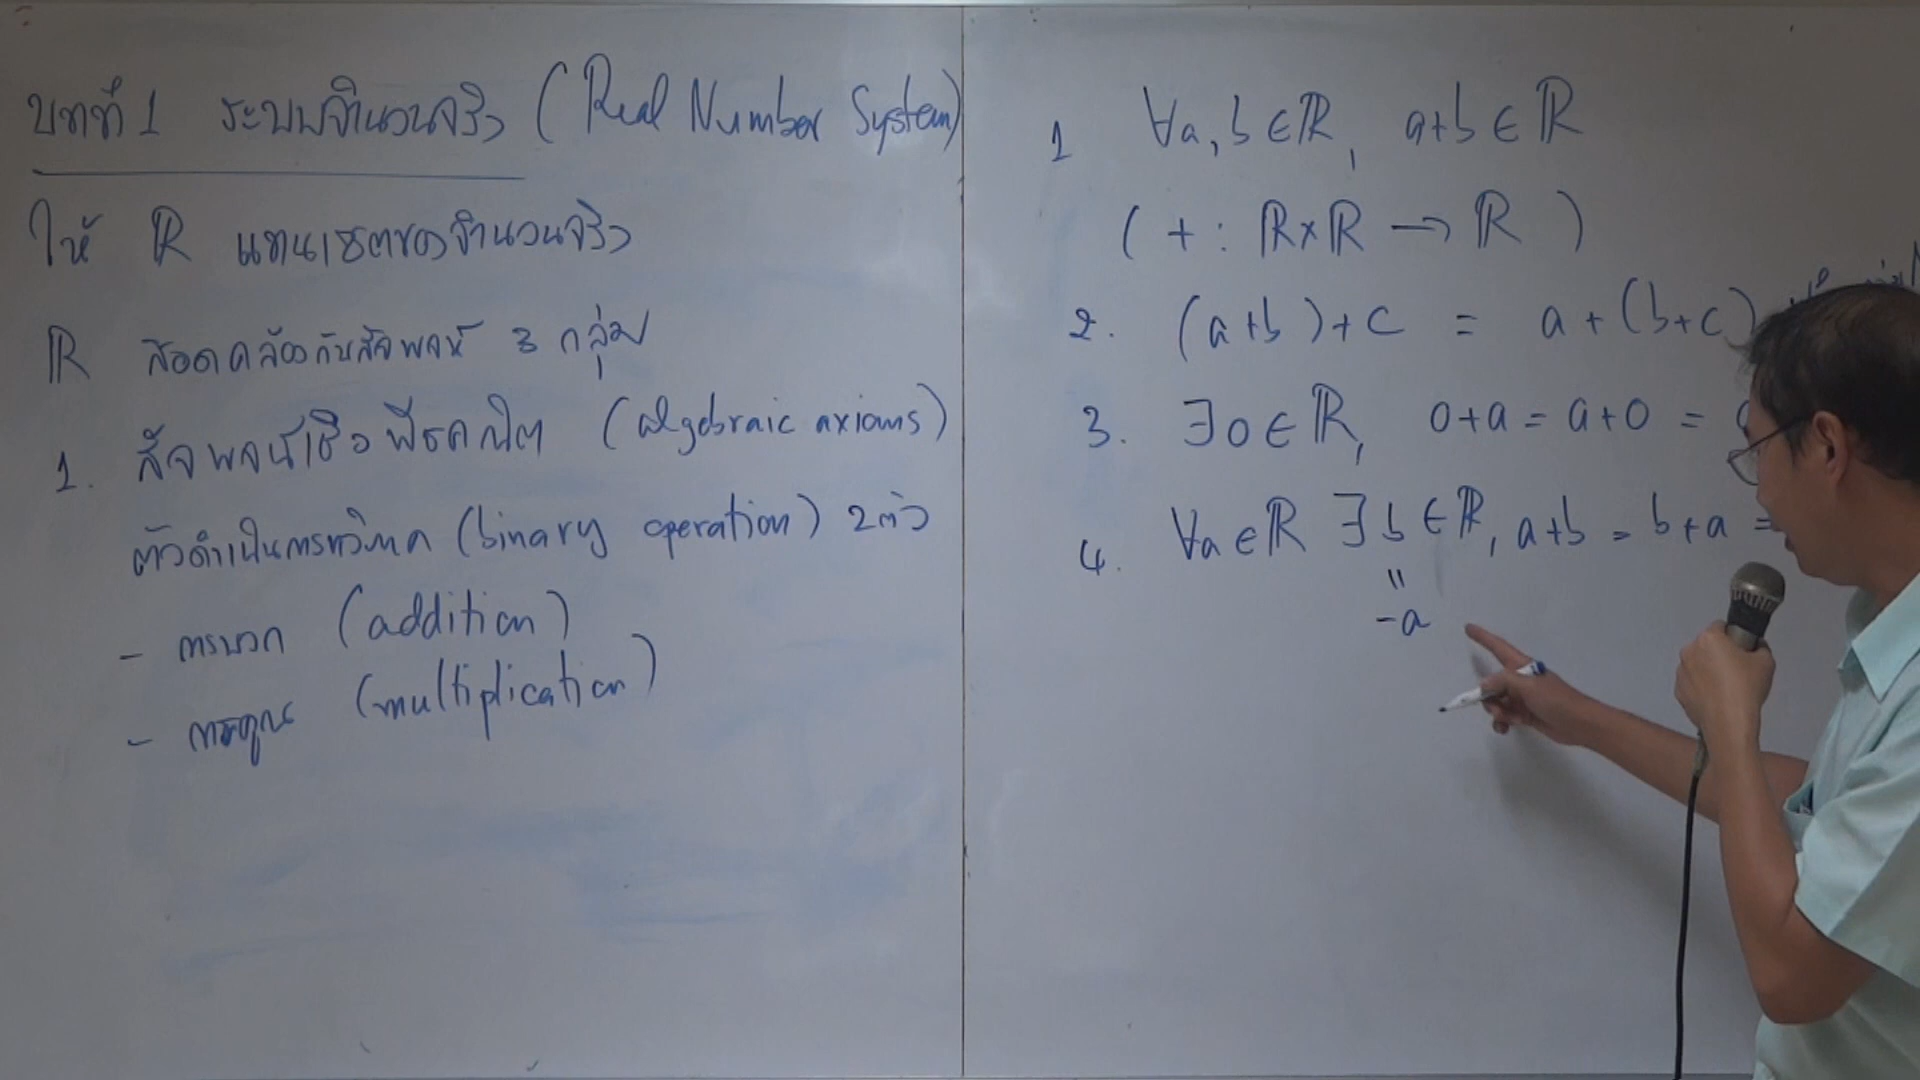 บทที่ 1 ระบบจำนวนจริง (Real Number System)
ให้ ℝ แทนเซตของจำนวนจริง
ℝ สอดคล้องกับสัจพจน์ 3 กลุ่ม
1. สัจพจน์เชิงพีชคณิต (algebraic axioms)
ตัวดำเนินการทวิภาค (binary operation) 2 ตัว
- การบวก (addition)
- การคูณ (multiplication)
1 ∀a, b ∈ ℝ, a+b ∈ ℝ
( + : ℝ×ℝ → ℝ )
2. (a+b)+c = a+(b+c)
3. ∃0 ∈ ℝ, 0+a = a+0 =
4. ∀a ∈ ℝ ∃b ∈ ℝ, a+b = b+a =
=
-a